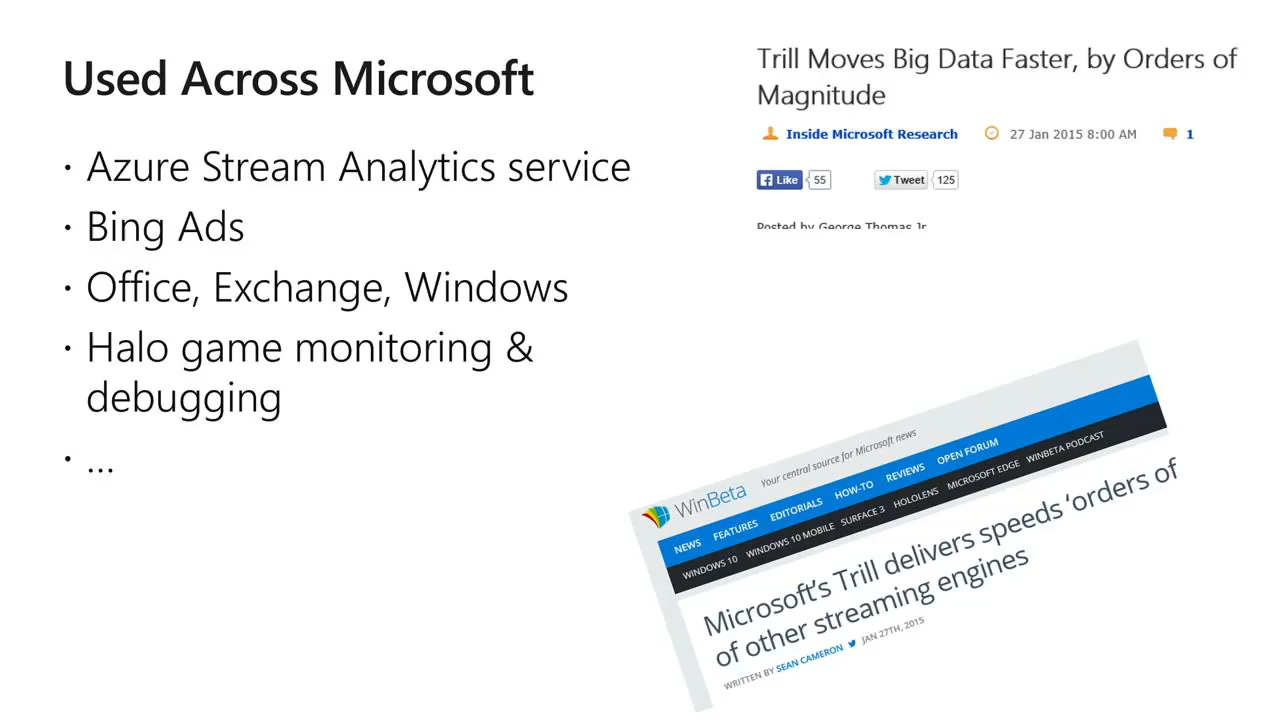 Used Across Microsoft
· Azure Stream Analytics service
· Bing Ads
· Office, Exchange, Windows
· Halo game monitoring &
debugging
· ...
Trill Moves Big Data Faster, by Orders of
Magnitude
Inside Microsoft Research 27 Jan 2015 8:00 AM 1
Like 55 Tweet 125
Posted by George Thomas Jr
WinBeta Your central source for Microsoft news
NEWS FEATURES EDITORIALS HOW-TO REVIEWS OPEN FORUM
WINDOWS 10 WINDOWS 10 MOBILE SURFACE 3 HOLOLENS MICROSOFT EDGE WINBETA PODCAST
Microsoft's Trill delivers speeds 'orders of
of other streaming engines
WRITTEN BY SEAN CAMERON JAN 27TH, 2015